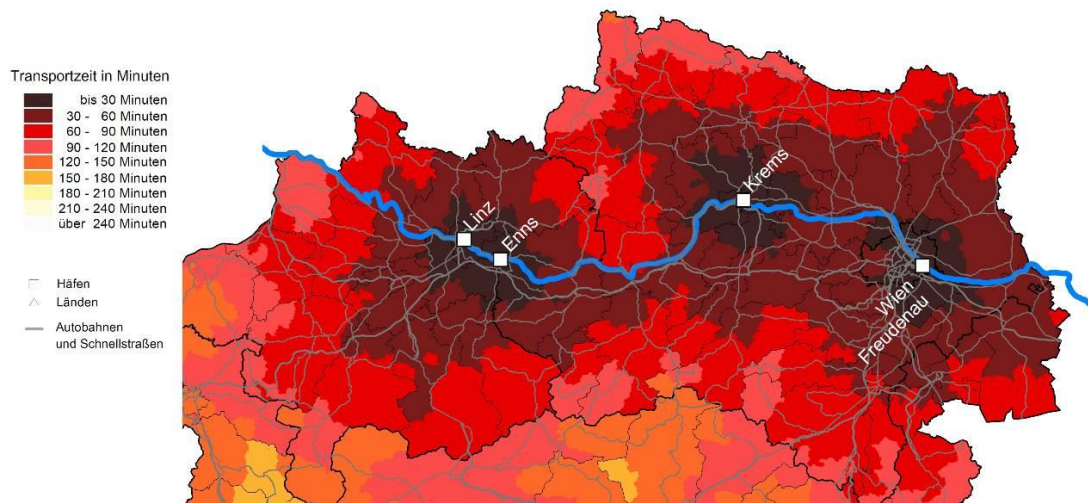 Transportzeit in Minuten
bis 30 Minuten
30 - 60 Minuten
60 - 90 Minuten
90 - 120 Minuten
120 - 150 Minuten
150 - 180 Minuten
180 - 210 Minuten
210 - 240 Minuten
über 240 Minuten
Häfen
Länden
Autobahnen
und Schnellstraßen
Linz
Enns
Krems
Wien
Freudenau